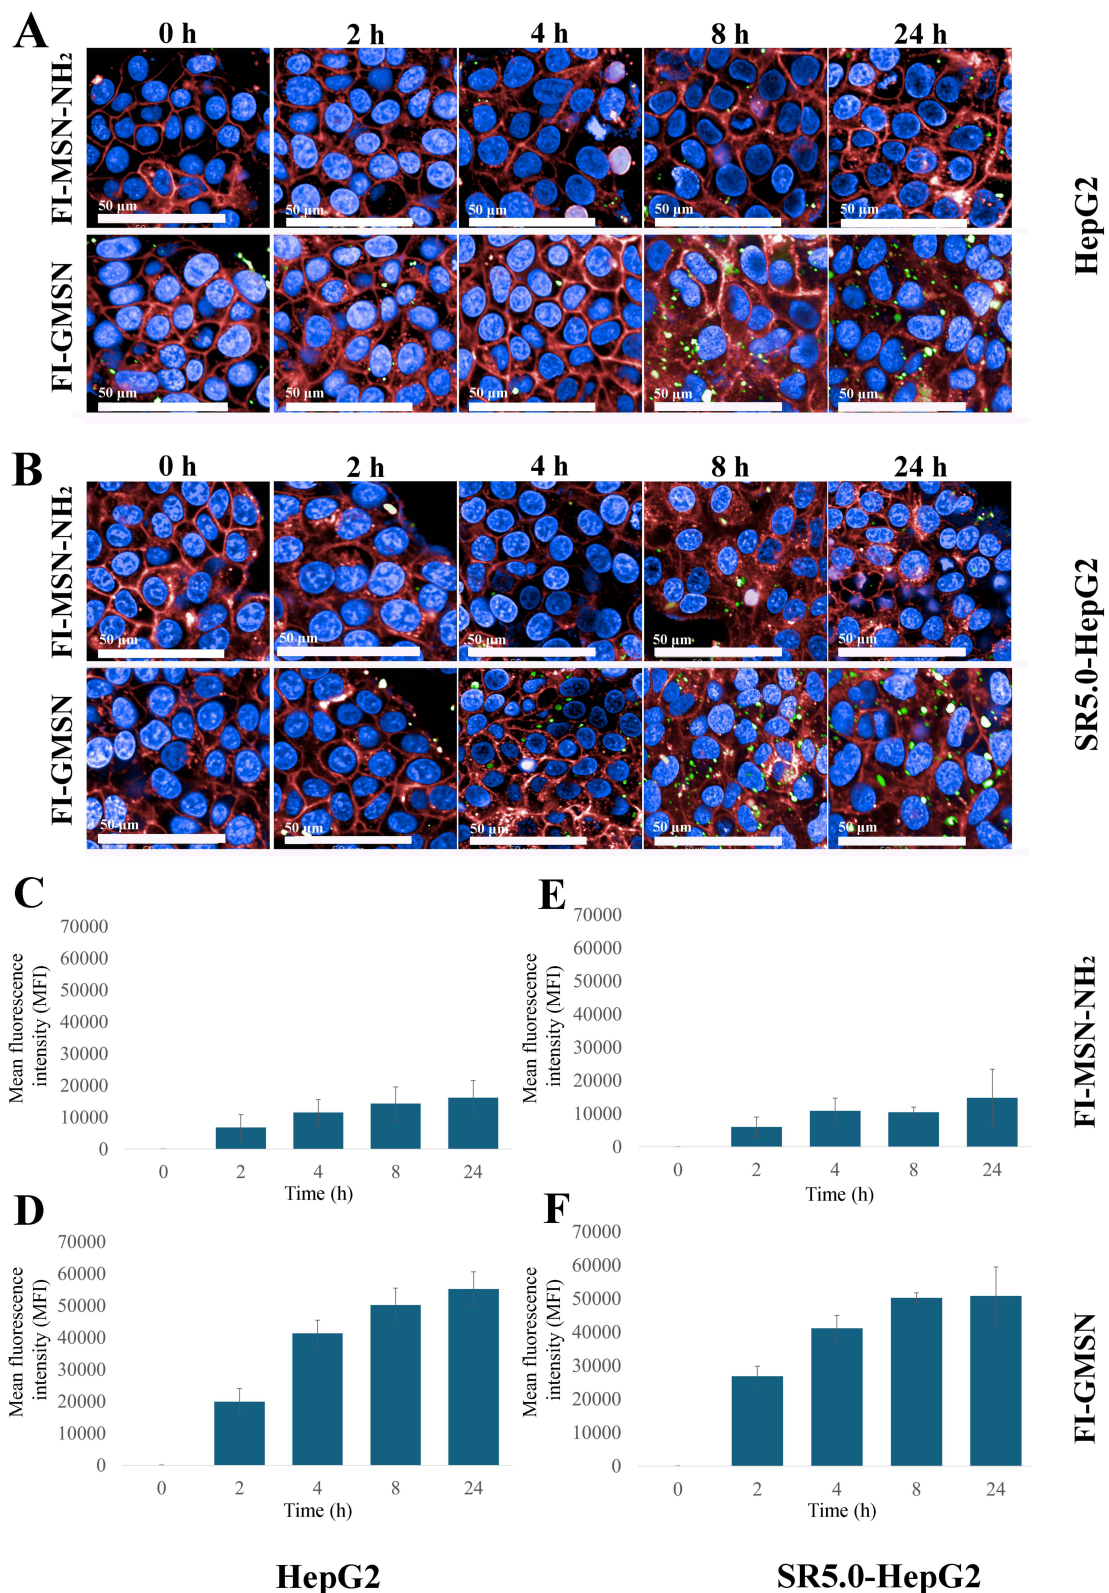 A
0 h 2 h 4 h 8 h 24 h
FI-MSN-NH₂
50 µm 50 µm 50 µm 50 µm 50 µm
FI-GMSN
50 µm 50 µm 50 µm 50 µm 50 µm
HepG2
B
0 h 2 h 4 h 8 h 24 h
FI-MSN-NH₂
50 µm 50 µm 50 µm 50 µm 50 µm
FI-GMSN
50 µm 50 µm 50 µm 50 µm 50 µm
SR5.0-HepG2
C
Mean fluorescence
intensity (MFI)
70000
60000
50000
40000
30000
20000
10000
0
0 2 4 8 24
Time (h)
E
Mean fluorescence
intensity (MFI)
70000
60000
50000
40000
30000
20000
10000
0
0 2 4 8 24
Time (h)
FI-MSN-NH₂
D
Mean fluorescence
intensity (MFI)
70000
60000
50000
40000
30000
20000
10000
0
0 2 4 8 24
Time (h)
F
Mean fluorescence
intensity (MFI)
70000
60000
50000
40000
30000
20000
10000
0
0 2 4 8 24
Time (h)
FI-GMSN
HepG2
SR5.0-HepG2